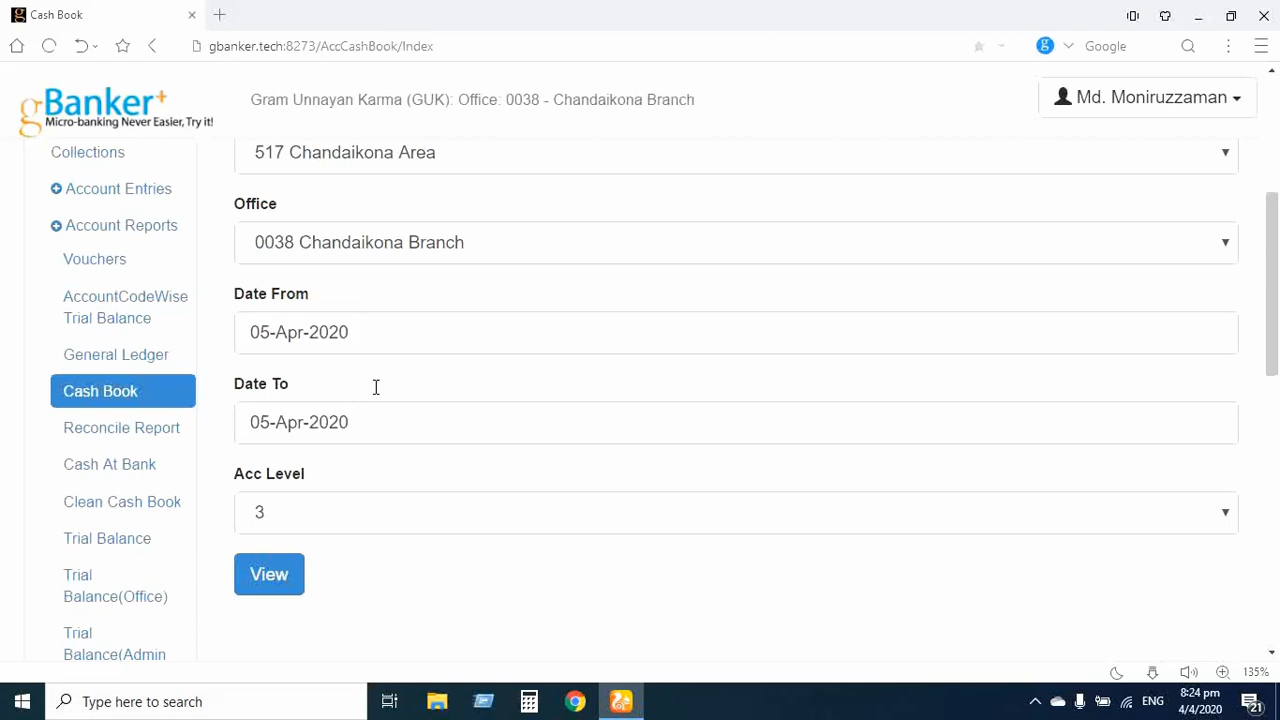 Cash Book
gbanker.tech:8273/AccCashBook/Index
Google
gBanker+
Micro-banking Never Easier, Try it!
Gram Unnayan Karma (GUK): Office: 0038 - Chandaikona Branch
Md. Moniruzzaman
Collections
Account Entries
Account Reports
Vouchers
AccountCodeWise
Trial Balance
General Ledger
Cash Book
Reconcile Report
Cash At Bank
Clean Cash Book
Trial Balance
Trial
Balance(Office)
Trial
Balance(Admin
517 Chandaikona Area
Office
0038 Chandaikona Branch
Date From
05-Apr-2020
Date To
05-Apr-2020
Acc Level
3
View
135%
Type here to search
ENG
8:24 pm
4/4/2020
21